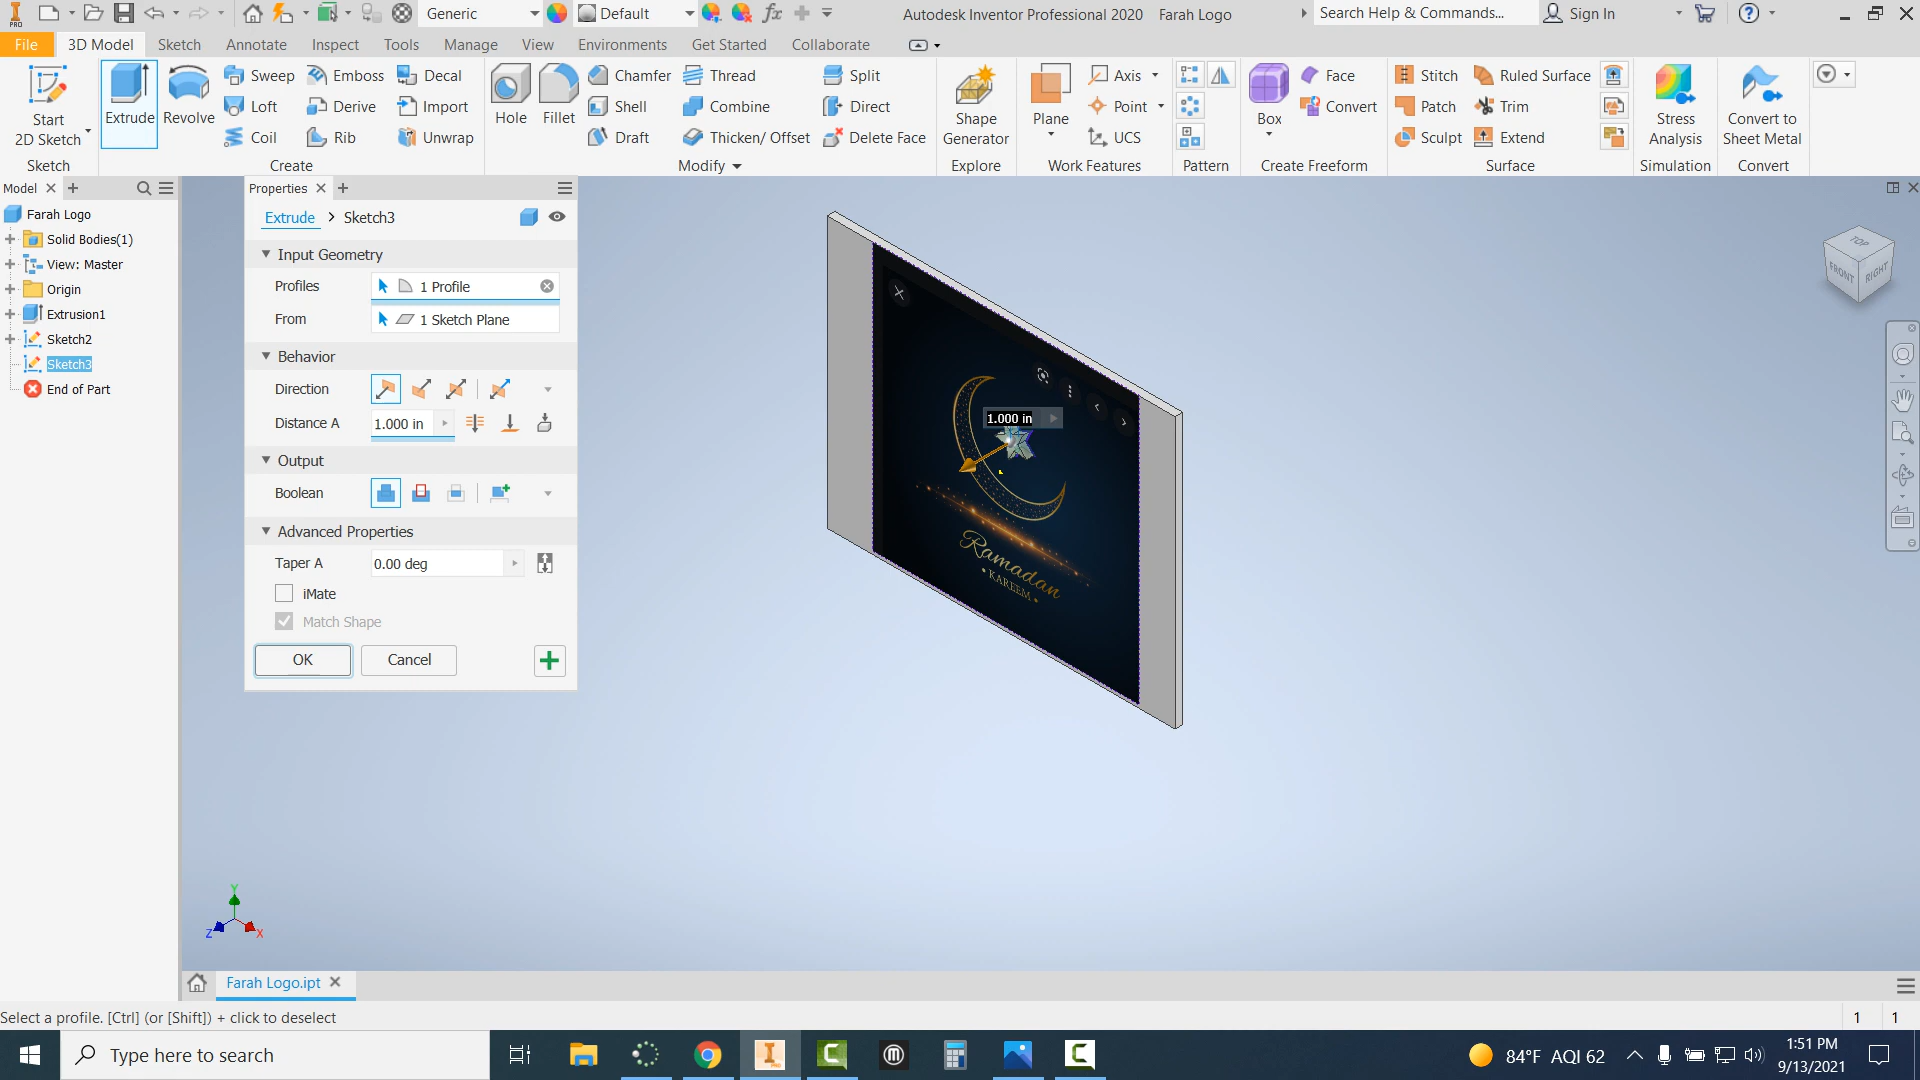 PRO
Generic
Default
fx
Autodesk Inventor Professional 2020 Farah Logo
Search Help & Commands...
Sign In
File
3D Model
Sketch
Annotate
Inspect
Tools
Manage
View
Environments
Get Started
Collaborate
Start
2D Sketch
Sketch
Extrude
Revolve
Sweep
Loft
Coil
Emboss
Derive
Rib
Decal
Import
Unwrap
Create
Hole
Fillet
Chamfer
Shell
Draft
Thread
Combine
Thicken/ Offset
Split
Direct
Delete Face
Modify
Shape
Generator
Explore
Plane
Axis
Point
UCS
Work Features
Pattern
Box
Face
Convert
Create Freeform
Stitch
Patch
Sculpt
Ruled Surface
Trim
Extend
Surface
Stress
Analysis
Simulation
Convert to
Sheet Metal
Convert
Model
Farah Logo
Solid Bodies(1)
View: Master
Origin
Extrusion1
Sketch2
Sketch3
End of Part
Properties
Extrude > Sketch3
Input Geometry
Profiles
1 Profile
From
1 Sketch Plane
Behavior
Direction
Distance A
1.000 in
Output
Boolean
Advanced Properties
Taper A
0.00 deg
iMate
Match Shape
OK
Cancel
1.000 in
Ramadan
• KAREEM •
TOP
FRONT
RIGHT
Y
Z
X
Farah Logo.ipt
Select a profile. [Ctrl] (or [Shift]) + click to deselect
1 1
Type here to search
84°F AQI 62
1:51 PM
9/13/2021